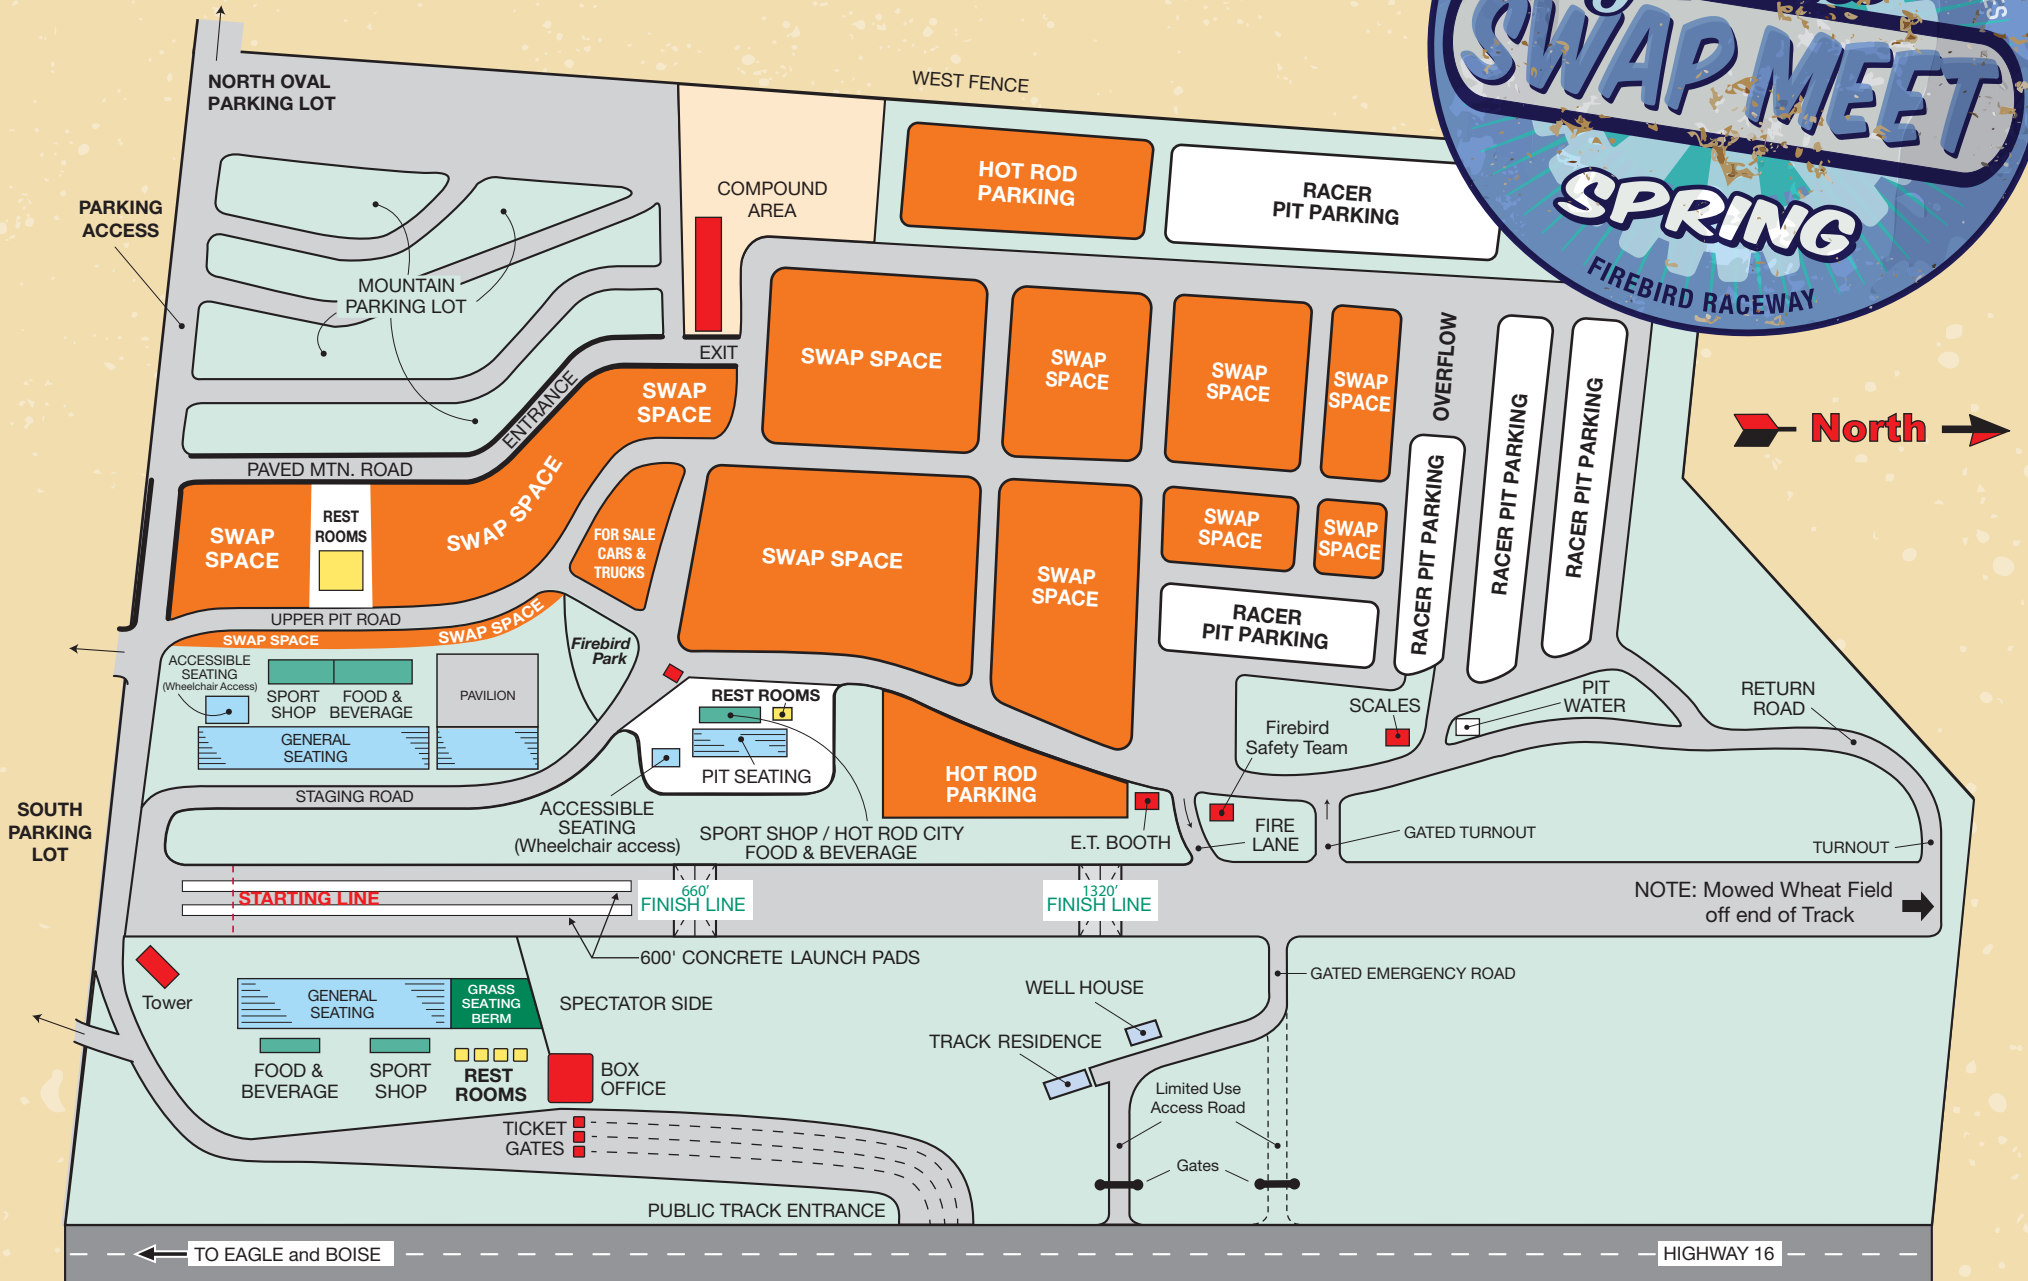 NORTH OVAL
PARKING LOT
WEST FENCE
SWAP MEET
SPRING
FIREBIRD RACEWAY
PARKING
ACCESS
COMPOUND
AREA
HOT ROD
PARKING
RACER
PIT PARKING
MOUNTAIN
PARKING LOT
EXIT
ENTRANCE
SWAP
SPACE
SWAP SPACE
SWAP
SPACE
SWAP
SPACE
SWAP
SPACE
OVERFLOW
RACER PIT PARKING
RACER PIT PARKING
RACER PIT PARKING
North
PAVED MTN. ROAD
SWAP
SPACE
REST
ROOMS
SWAP SPACE
FOR SALE
CARS &
TRUCKS
SWAP SPACE
SWAP
SPACE
SWAP
SPACE
SWAP
SPACE
RACER
PIT PARKING
UPPER PIT ROAD
SWAP SPACE
SWAP SPACE
Firebird
Park
ACCESSIBLE
SEATING
(Wheelchair Access)
SPORT
SHOP
FOOD &
BEVERAGE
PAVILION
GENERAL
SEATING
REST ROOMS
PIT SEATING
HOT ROD
PARKING
SCALES
PIT
WATER
RETURN
ROAD
Firebird
Safety Team
STAGING ROAD
ACCESSIBLE
SEATING
(Wheelchair access)
SPORT SHOP / HOT ROD CITY
FOOD & BEVERAGE
E.T. BOOTH
FIRE
LANE
GATED TURNOUT
TURNOUT
SOUTH
PARKING
LOT
STARTING LINE
660'
FINISH LINE
1320'
FINISH LINE
NOTE: Mowed Wheat Field
off end of Track
600' CONCRETE LAUNCH PADS
Tower
GENERAL
SEATING
GRASS
SEATING
BERM
SPECTATOR SIDE
WELL HOUSE
GATED EMERGENCY ROAD
TRACK RESIDENCE
FOOD &
BEVERAGE
SPORT
SHOP
REST
ROOMS
BOX
OFFICE
Limited Use
Access Road
TICKET
GATES
Gates
PUBLIC TRACK ENTRANCE
TO EAGLE and BOISE
HIGHWAY 16